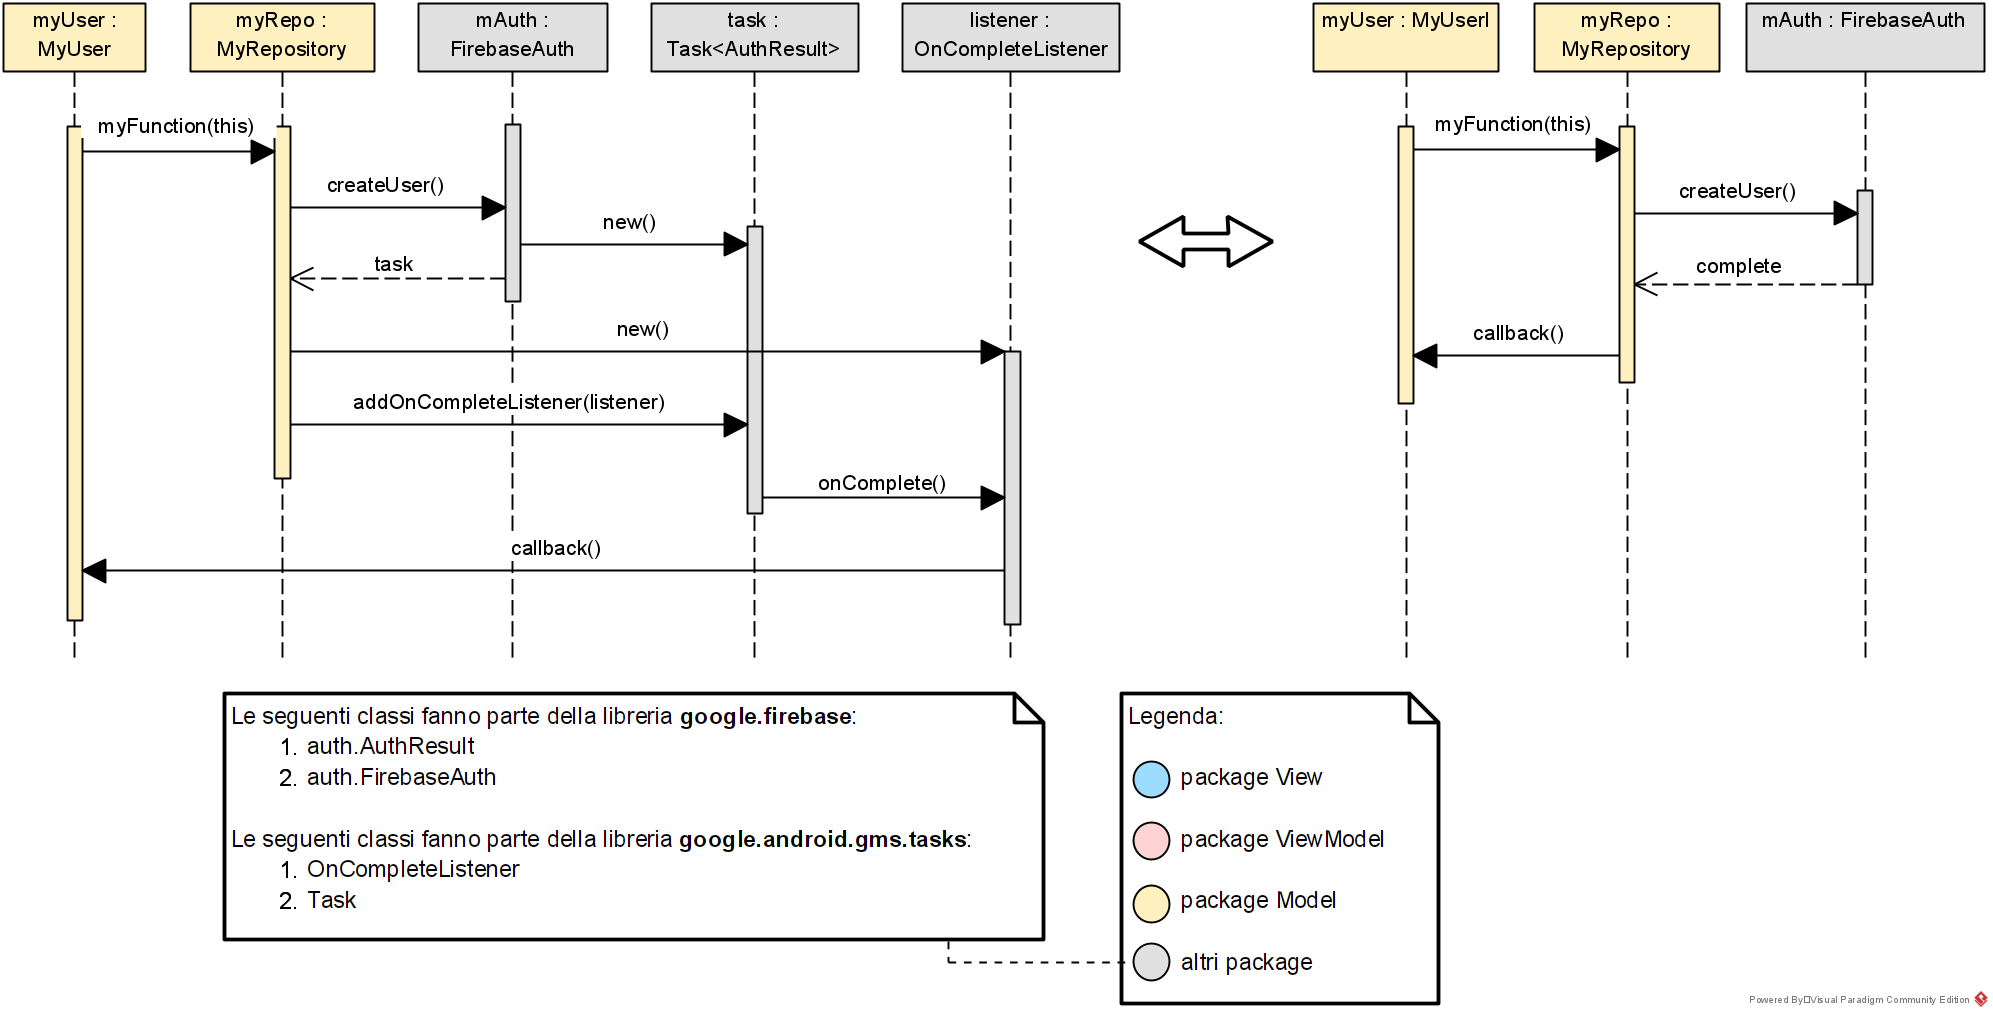 myUser :
MyUser
myRepo :
MyRepository
mAuth :
FirebaseAuth
task :
Task<AuthResult>
listener :
OnCompleteListener
myFunction(this)
createUser()
new()
task
new()
addOnCompleteListener(listener)
onComplete()
callback()
myUser : MyUserI
myRepo :
MyRepository
mAuth : FirebaseAuth
myFunction(this)
createUser()
complete
callback()
Le seguenti classi fanno parte della libreria google.firebase:
1. auth.AuthResult
2. auth.FirebaseAuth
Le seguenti classi fanno parte della libreria google.android.gms.tasks:
1. OnCompleteListener
2. Task
Legenda:
package View
package ViewModel
package Model
altri package
Powered By Visual Paradigm Community Edition